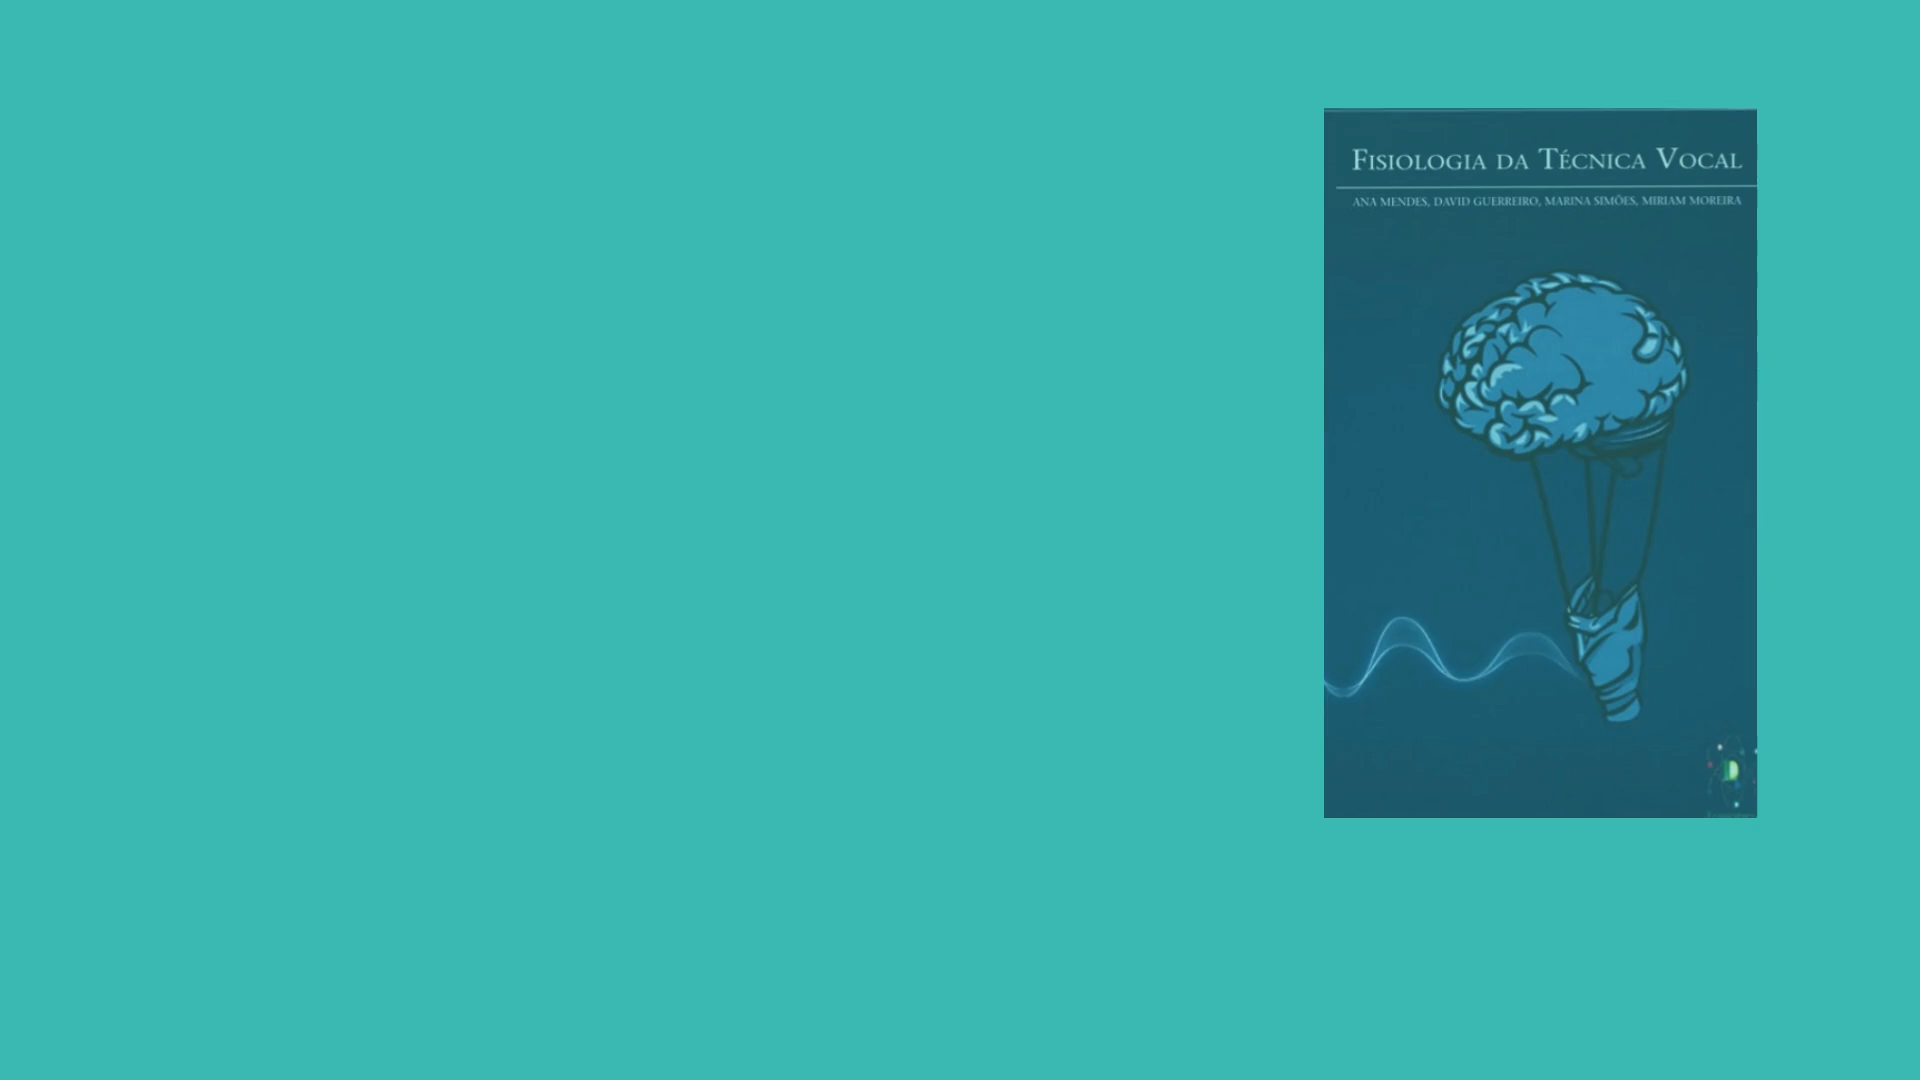 FISIOLOGIA DA TÉCNICA VOCAL
ANA MENDES, DAVID GUERREIRO, MARINA SIMÕES, MIRIAM MOREIRA
D